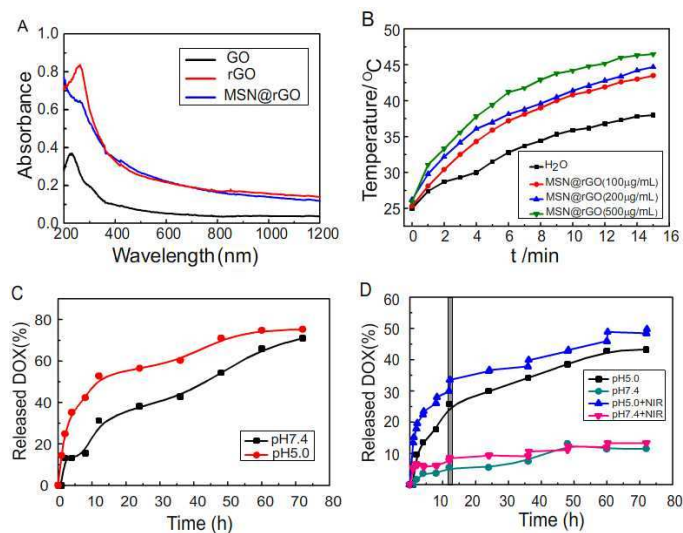 A
GO
rGO
MSN@rGO
1.0
0.8
0.6
0.4
0.2
0.0
200 400 600 800 1000 1200
Absorbance
Wavelength (nm)
B
50
45
40
35
30
25
0 2 4 6 8 10 12 14 16
Temperature/ °C
t /min
H2O
MSN@rGO(100μg/mL)
MSN@rGO(200μg/mL)
MSN@rGO(500μg/mL)
C
80
60
40
20
0
0 10 20 30 40 50 60 70 80
Released DOX(%)
Time (h)
pH7.4
pH5.0
D
60
50
40
30
20
10
0
0 10 20 30 40 50 60 70 80
Released DOX(%)
Time (h)
pH5.0
pH7.4
pH5.0+NIR
pH7.4+NIR